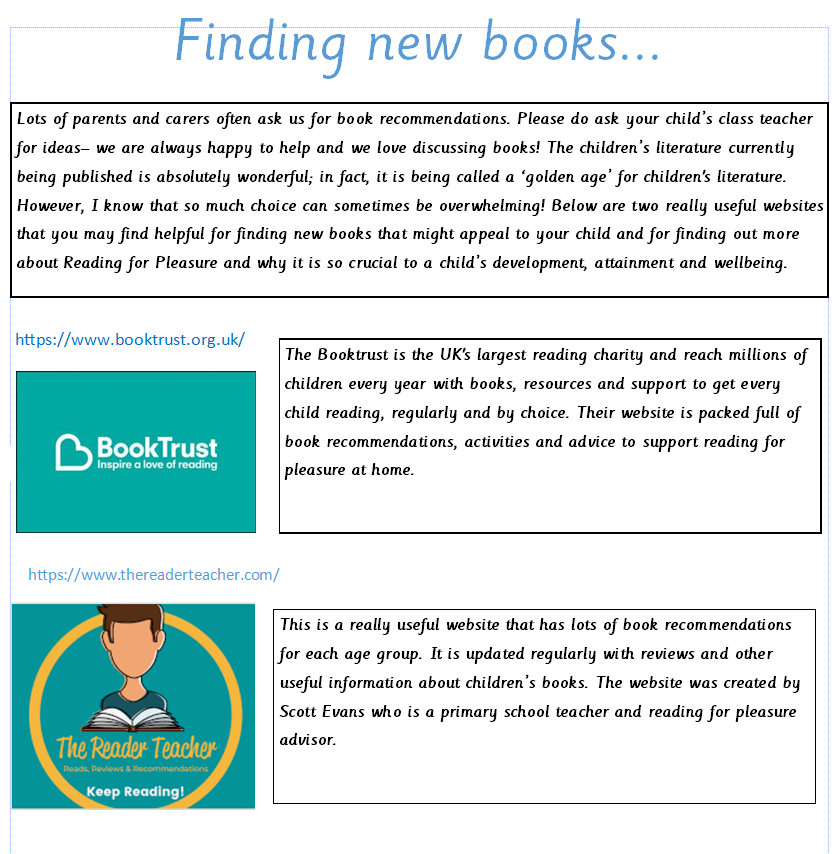 Finding new books...
Lots of parents and carers often ask us for book recommendations. Please do ask your child’s class teacher
for ideas– we are always happy to help and we love discussing books! The children’s literature currently
being published is absolutely wonderful; in fact, it is being called a ‘golden age’ for children's literature.
However, I know that so much choice can sometimes be overwhelming! Below are two really useful websites
that you may find helpful for finding new books that might appeal to your child and for finding out more
about Reading for Pleasure and why it is so crucial to a child’s development, attainment and wellbeing.
https://www.booktrust.org.uk/
BookTrust
Inspire a love of reading
The Booktrust is the UK's largest reading charity and reach millions of
children every year with books, resources and support to get every
child reading, regularly and by choice. Their website is packed full of
book recommendations, activities and advice to support reading for
pleasure at home.
https://www.thereaderteacher.com/
The Reader Teacher
Reads, Reviews & Recommendations
Keep Reading!
This is a really useful website that has lots of book recommendations
for each age group. It is updated regularly with reviews and other
useful information about children’s books. The website was created by
Scott Evans who is a primary school teacher and reading for pleasure
advisor.